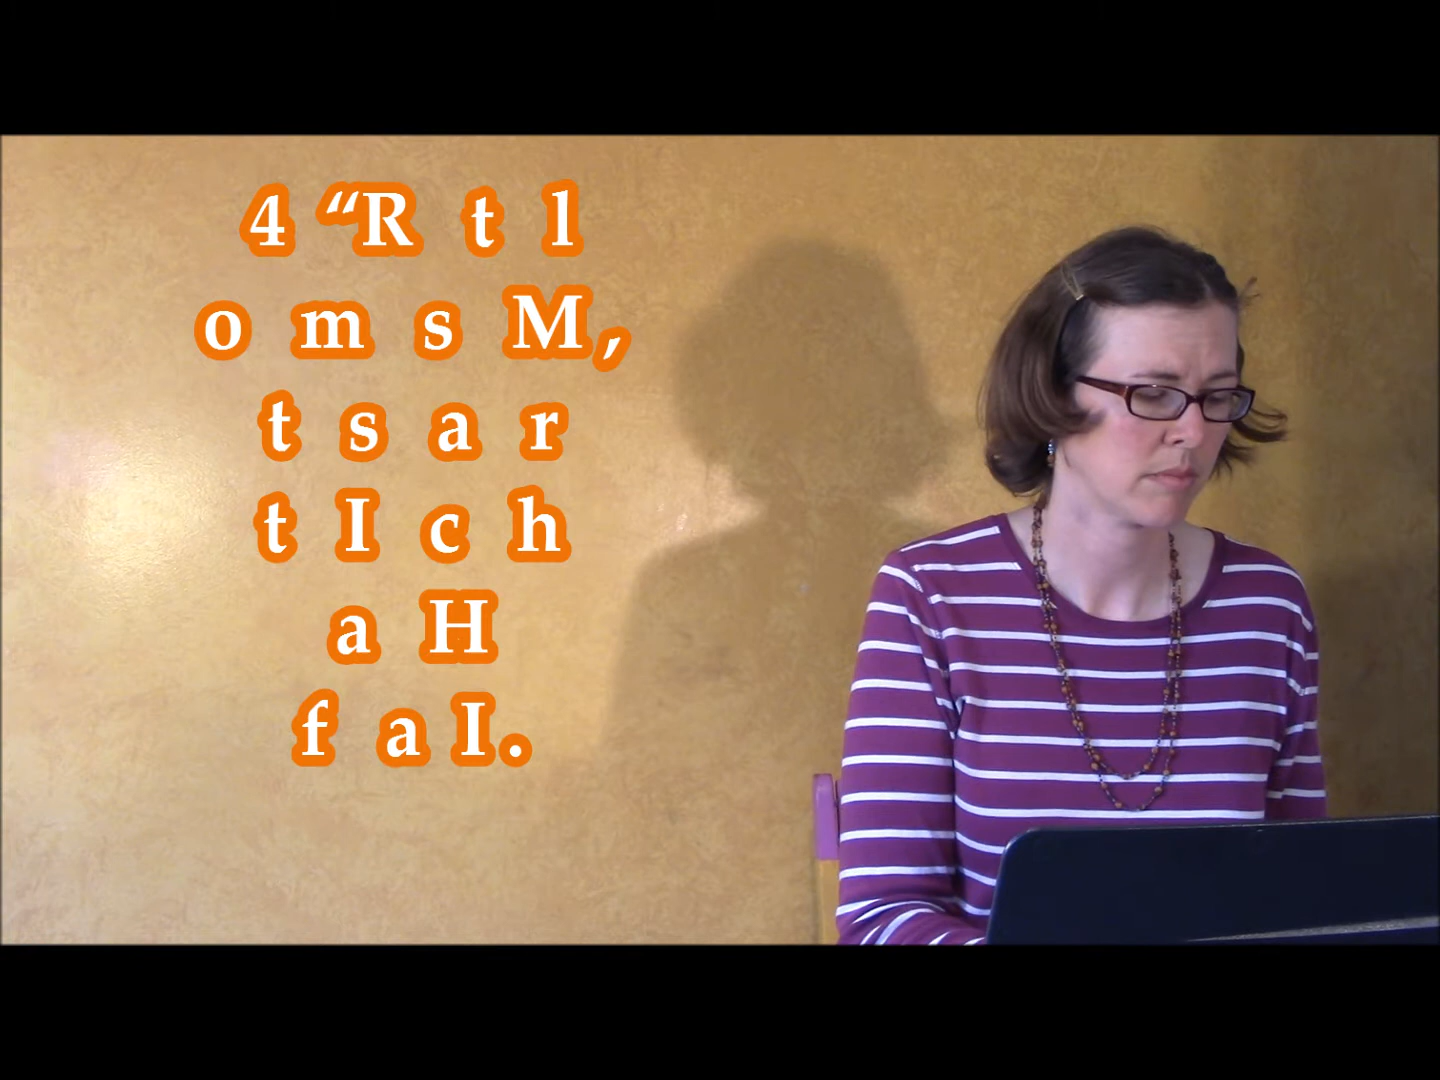 4 “R t l
o m s M,
t s a r
t I c h
a H
f a I.